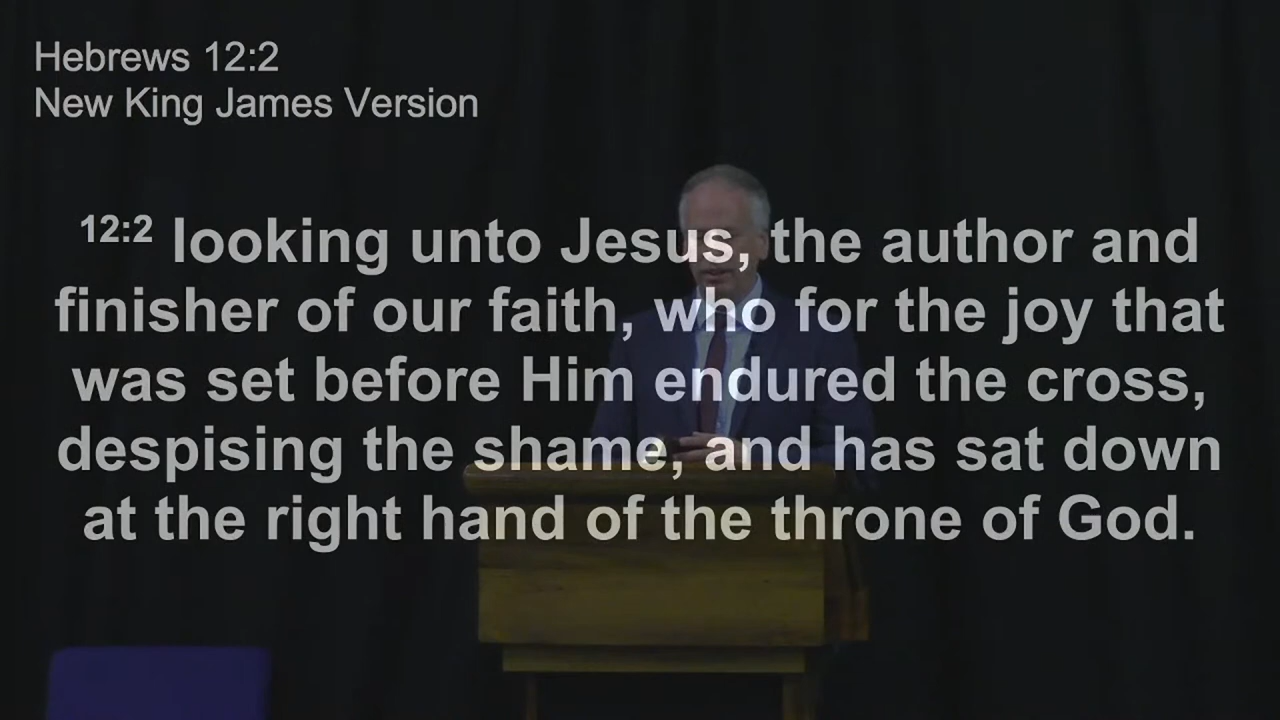 Hebrews 12:2
New King James Version
12:2 looking unto Jesus, the author and
finisher of our faith, who for the joy that
was set before Him endured the cross,
despising the shame, and has sat down
at the right hand of the throne of God.